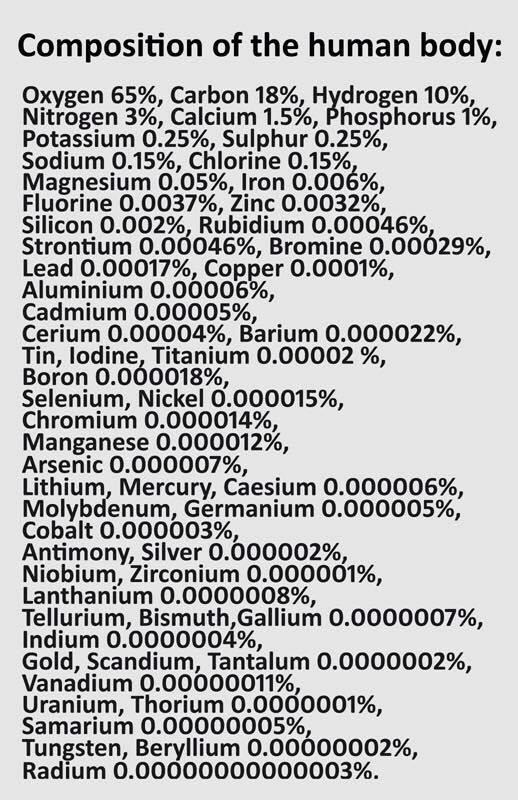 Composition of the human body:
Oxygen 65%, Carbon 18%, Hydrogen 10%,
Nitrogen 3%, Calcium 1.5%, Phosphorus 1%,
Potassium 0.25%, Sulphur 0.25%,
Sodium 0.15%, Chlorine 0.15%,
Magnesium 0.05%, Iron 0.006%,
Fluorine 0.0037%, Zinc 0.0032%,
Silicon 0.002%, Rubidium 0.00046%,
Strontium 0.00046%, Bromine 0.00029%,
Lead 0.00017%, Copper 0.0001%,
Aluminium 0.00006%,
Cadmium 0.00005%,
Cerium 0.00004%, Barium 0.000022%,
Tin, Iodine, Titanium 0.00002 %,
Boron 0.000018%,
Selenium, Nickel 0.000015%,
Chromium 0.000014%,
Manganese 0.000012%,
Arsenic 0.000007%,
Lithium, Mercury, Caesium 0.000006%,
Molybdenum, Germanium 0.000005%,
Cobalt 0.000003%,
Antimony, Silver 0.000002%,
Niobium, Zirconium 0.000001%,
Lanthanium 0.0000008%,
Tellurium, Bismuth,Gallium 0.0000007%,
Indium 0.0000004%,
Gold, Scandium, Tantalum 0.0000002%,
Vanadium 0.00000011%,
Uranium, Thorium 0.0000001%,
Samarium 0.00000005%,
Tungsten, Beryllium 0.00000002%,
Radium 0.00000000000003%.